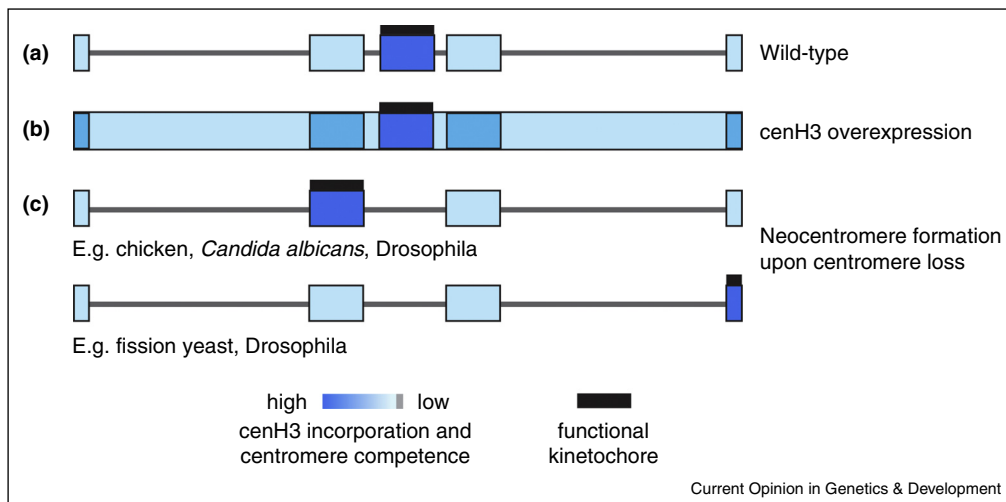 (a)
Wild-type
(b)
cenH3 overexpression
(c)
E.g. chicken, Candida albicans, Drosophila
Neocentromere formation
upon centromere loss
E.g. fission yeast, Drosophila
high
low
cenH3 incorporation and
centromere competence
functional
kinetochore
Current Opinion in Genetics & Development